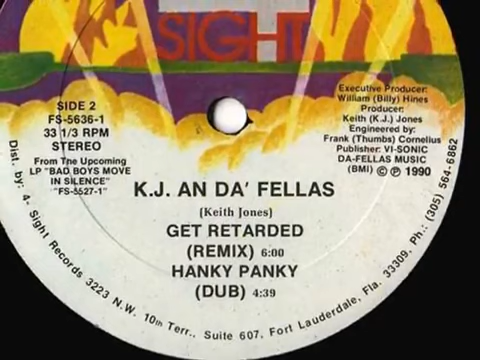 SIGHT
SIDE 2
FS-5636-1
33 1/3 RPM
STEREO
From The Upcoming
LP "BAD BOYS MOVE
IN SILENCE"
"FS-5527-1"
Executive Producer:
William (Billy) Hines
Producer:
Keith (K.J.) Jones
Engineered by:
Frank (Thumbs) Cornelius
Publisher: VI-SONIC
DA-FELLAS MUSIC
(BMI) © ℗ 1990
K.J. AN DA' FELLAS
(Keith Jones)
GET RETARDED
(REMIX) 6:00
HANKY PANKY
(DUB) 4:39
Dist. by: 4- Sight Records 3223 N.W. 10th Terr., Suite 607, Fort Lauderdale, Fla. 33309. Ph.: (305) 564-6862